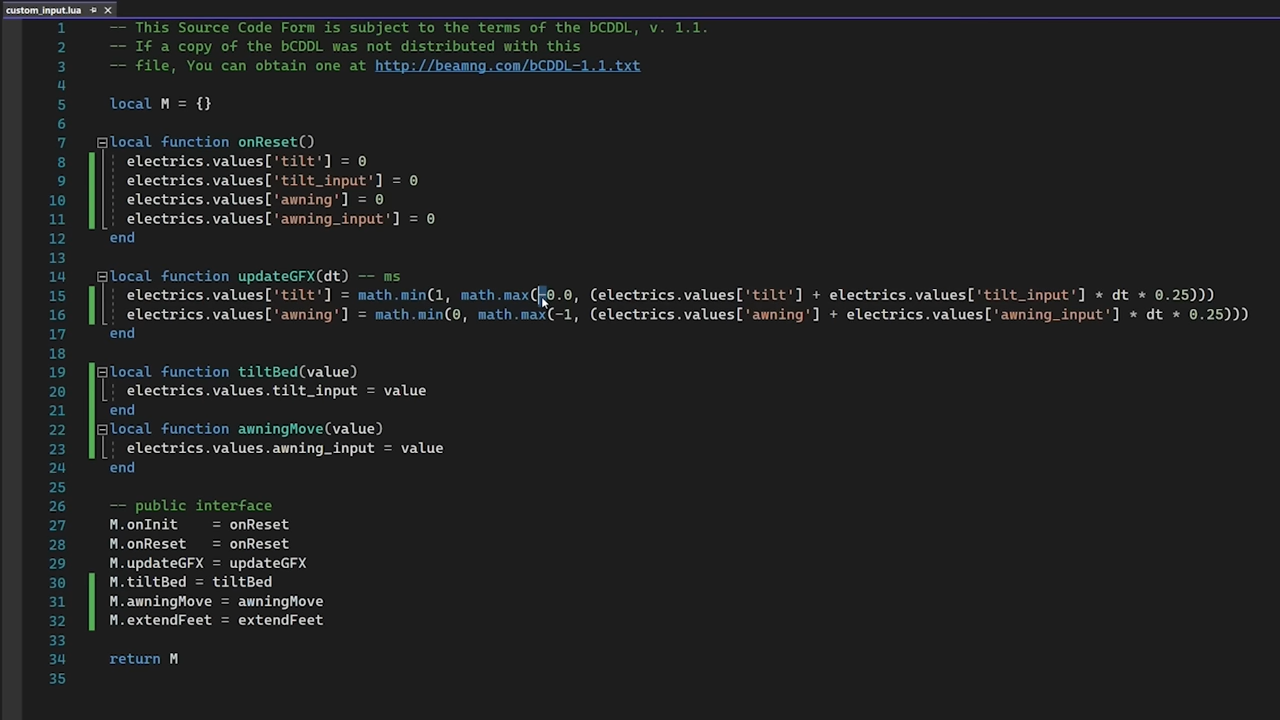 custom_input.lua
1 -- This Source Code Form is subject to the terms of the bCDDL, v. 1.1.
2 -- If a copy of the bCDDL was not distributed with this
3 -- file, You can obtain one at http://beamng.com/bCDDL-1.1.txt
4
5 local M = {}
6
7 local function onReset()
8 electrics.values['tilt'] = 0
9 electrics.values['tilt_input'] = 0
10 electrics.values['awning'] = 0
11 electrics.values['awning_input'] = 0
12 end
13
14 local function updateGFX(dt) -- ms
15 electrics.values['tilt'] = math.min(1, math.max(-0.0, (electrics.values['tilt'] + electrics.values['tilt_input'] * dt * 0.25)))
16 electrics.values['awning'] = math.min(0, math.max(-1, (electrics.values['awning'] + electrics.values['awning_input'] * dt * 0.25)))
17 end
18
19 local function tiltBed(value)
20 electrics.values.tilt_input = value
21 end
22 local function awningMove(value)
23 electrics.values.awning_input = value
24 end
25
26 -- public interface
27 M.onInit    = onReset
28 M.onReset   = onReset
29 M.updateGFX = updateGFX
30 M.tiltBed = tiltBed
31 M.awningMove = awningMove
32 M.extendFeet = extendFeet
33
34 return M
35